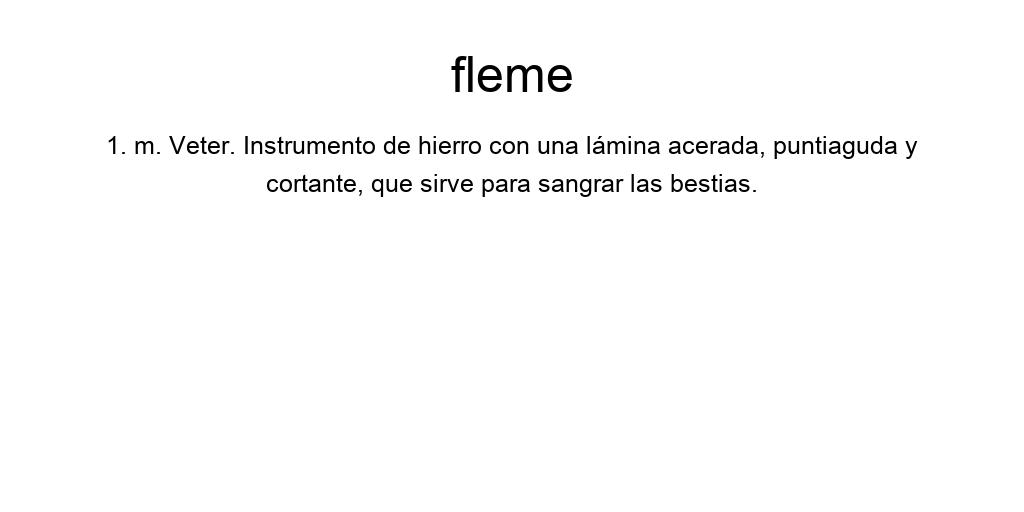 fleme
1. m. Veter. Instrumento de hierro con una lámina acerada, puntiaguda y
cortante, que sirve para sangrar las bestias.